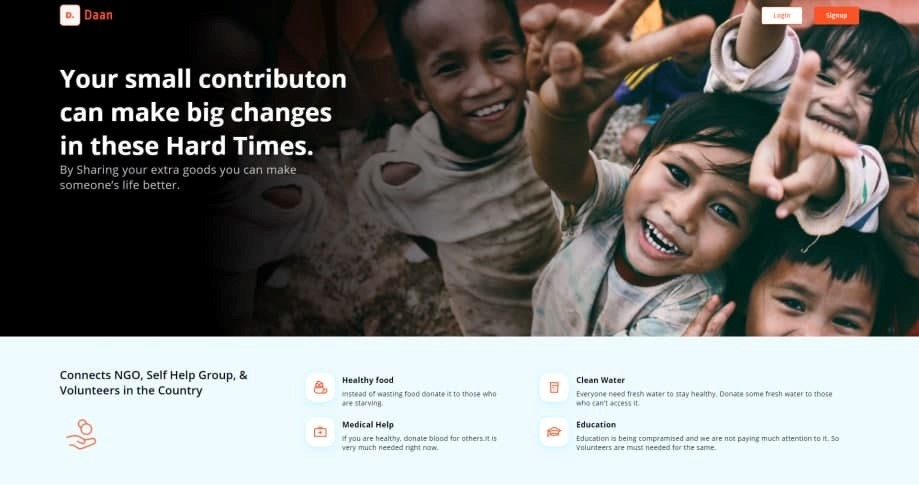 D. Daan
Login
Signup
Your small contributon
can make big changes
in these Hard Times.
By Sharing your extra goods you can make
someone's life better.
Connects NGO, Self Help Group, &
Volunteers in the Country
Healthy food
Instead of wasting food donate it to those who
are starving.
Clean Water
Everyone need fresh water to stay healthy, Donate some fresh water to those
who can't access it.
Medical Help
If you are healthy, donate blood for others.It is
very much needed right now.
Education
Education is being compramised and we are not paying much attention to it. So
Volunteers are must needed for the same.